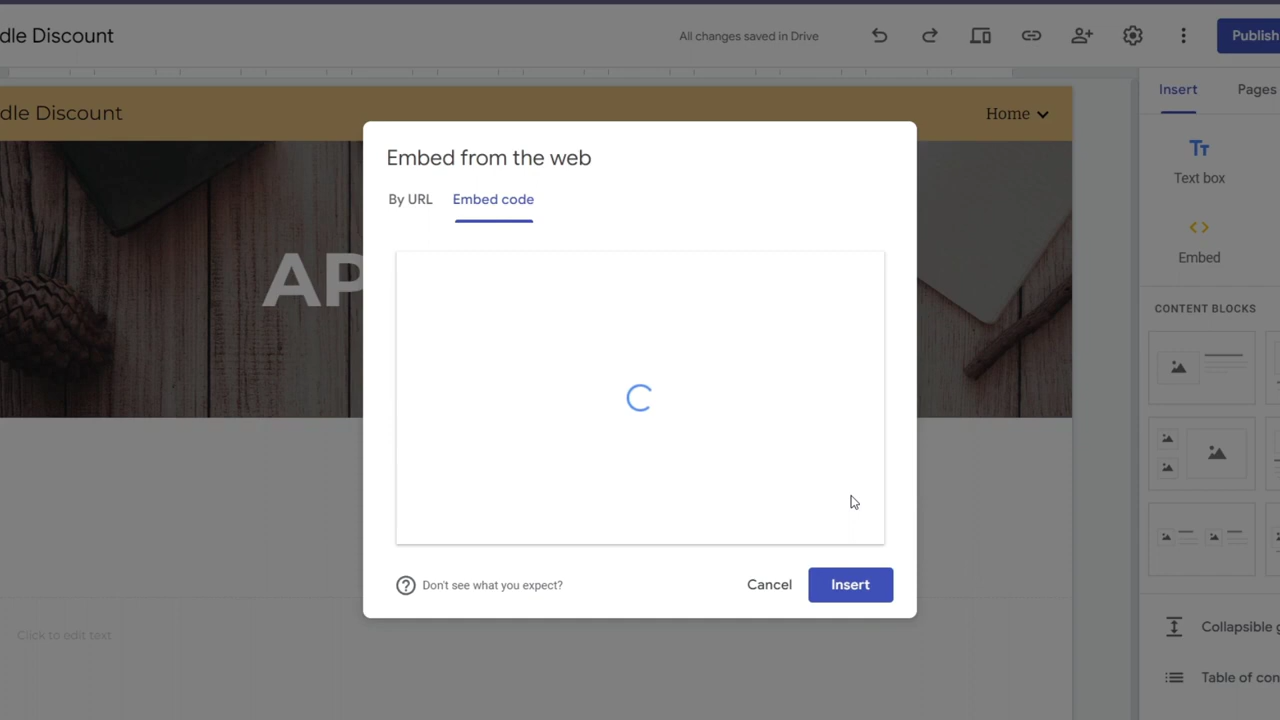 dle Discount
All changes saved in Drive
Publish
Insert
Pages
dle Discount
Home
Embed from the web
By URL
Embed code
Text box
AP
Embed
CONTENT BLOCKS
Don't see what you expect?
Cancel
Insert
Collapsible g
Click to edit text
Table of con